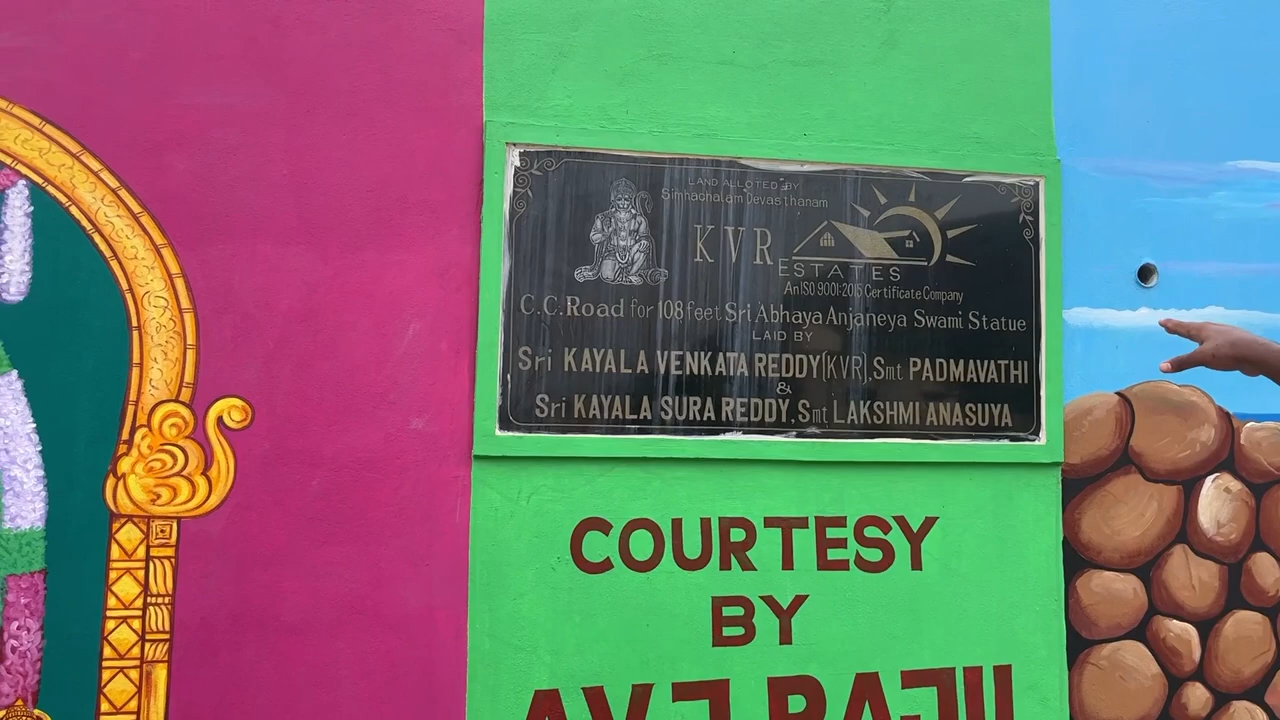 LAND ALLOTED BY
Simhachalam Devasthanam
KVR
ESTATES
An ISO 9001:2015 Certificate Company
C.C.Road for 108 feet Sri Abhaya Anjaneya Swami Statue
LAID BY
Sri KAYALA VENKATA REDDY(KVR), Smt PADMAVATHI
&
Sri KAYALA SURA REDDY, Smt LAKSHMI ANASUYA
COURTESY
BY
RAJU